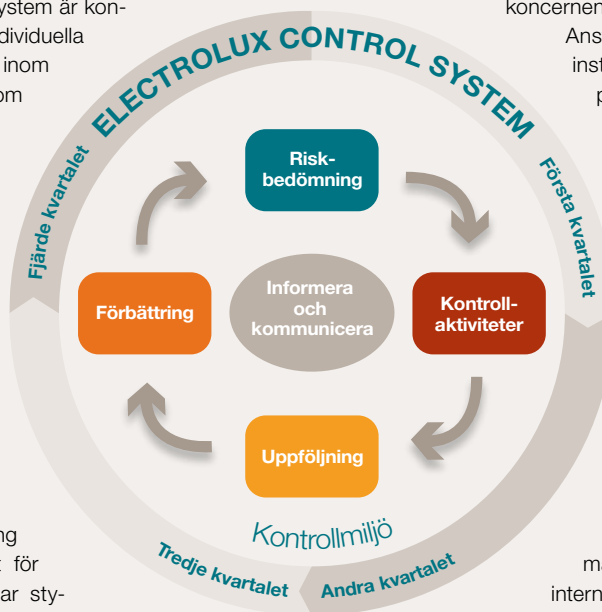 ystem är kon-
dividuella
inom
om
koncernen
Ans
inst
p
ELECTROLUX CONTROL SYSTEM
Fjärde kvartalet
Första kvartalet
Risk-
bedömning
Förbättring
Informera
och
kommunicera
Kontroll-
aktiviteter
Uppföljning
Kontrollmiljö
Tredje kvartalet
Andra kvartalet
ng
för
ar sty-
ma
intern